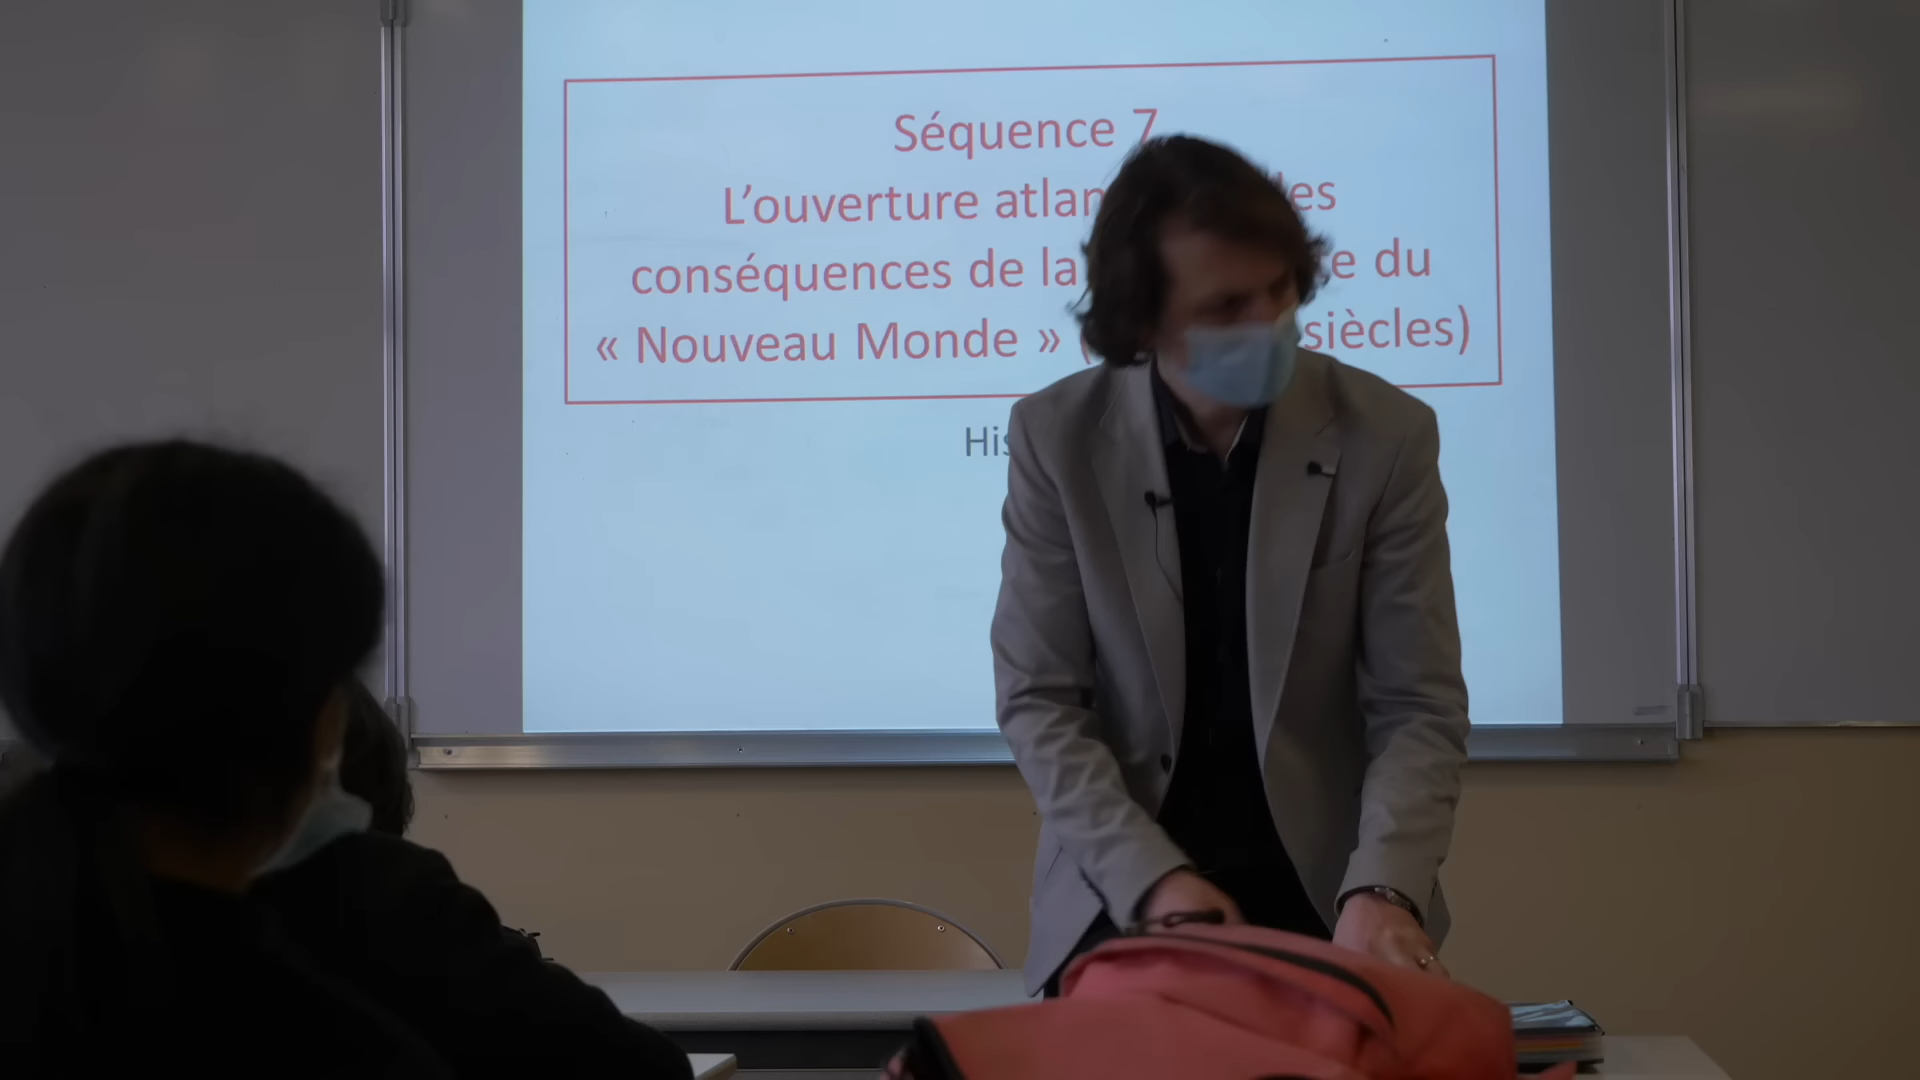 Séquence 7
L'ouverture atlan es
conséquences de la e du
« Nouveau Monde » ( siècles)
His